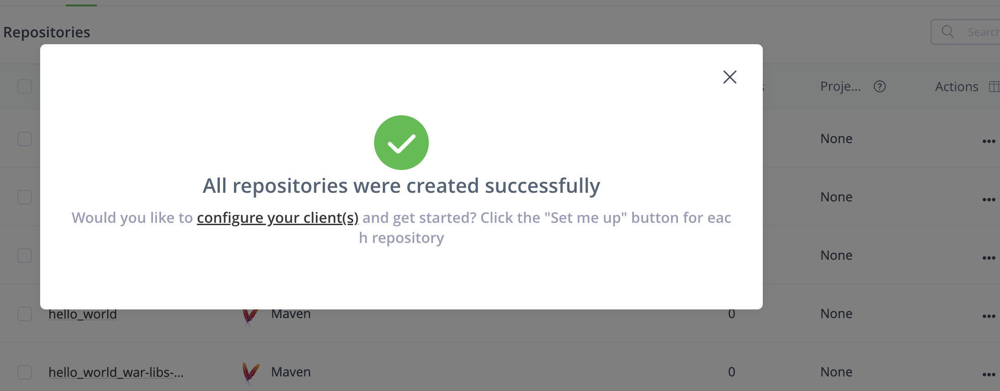 Repositories
Search
Proje...
Actions
All repositories were created successfully
None
Would you like to configure your client(s) and get started? Click the "Set me up" button for eac
h repository
None
None
hello_world Maven 0 None
hello_world_war-libs-... Maven 0 None